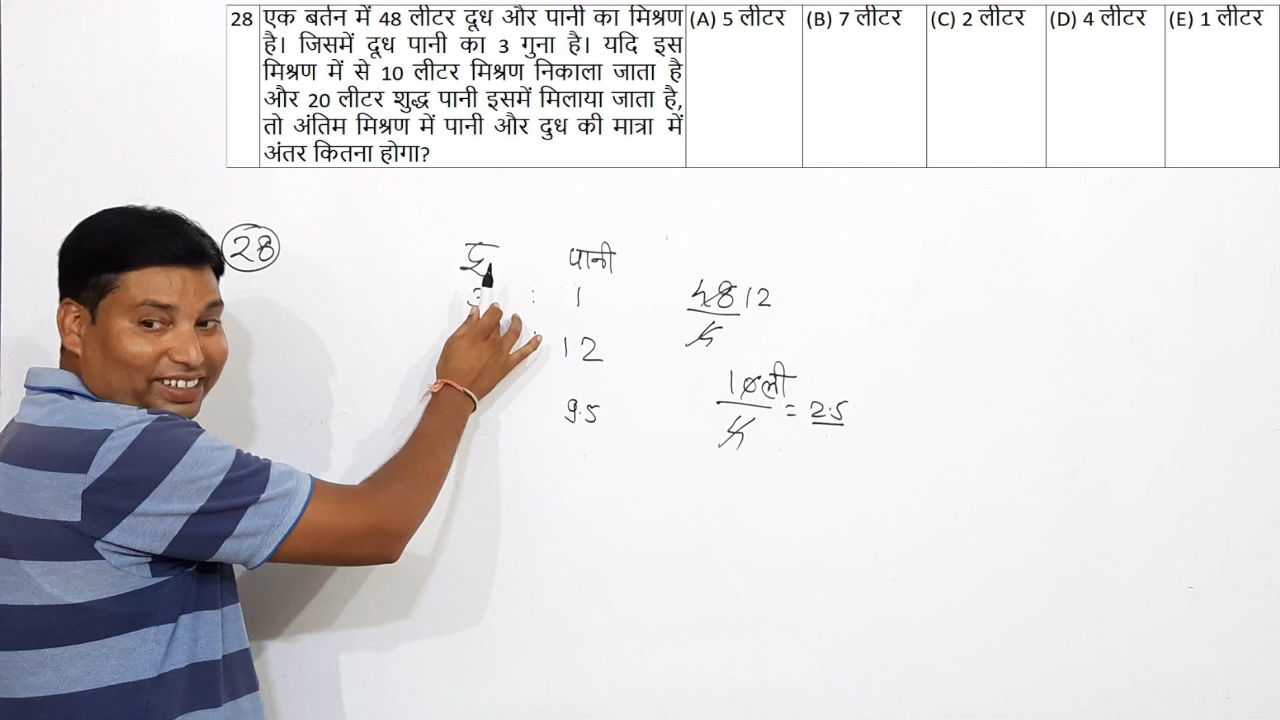 28 एक बर्तन में 48 लीटर दूध और पानी का मिश्रण (A) 5 लीटर (B) 7 लीटर (C) 2 लीटर (D) 4 लीटर (E) 1 लीटर
है। जिसमें दूध पानी का 3 गुना है। यदि इस
मिश्रण में से 10 लीटर मिश्रण निकाला जाता है
और 20 लीटर शुद्ध पानी इसमें मिलाया जाता है,
तो अंतिम मिश्रण में पानी और दुध की मात्रा में
अंतर कितना होगा?
28 दू पानी
: 1 48 12
4
: 12
10ली
9.5 = 2.5
4